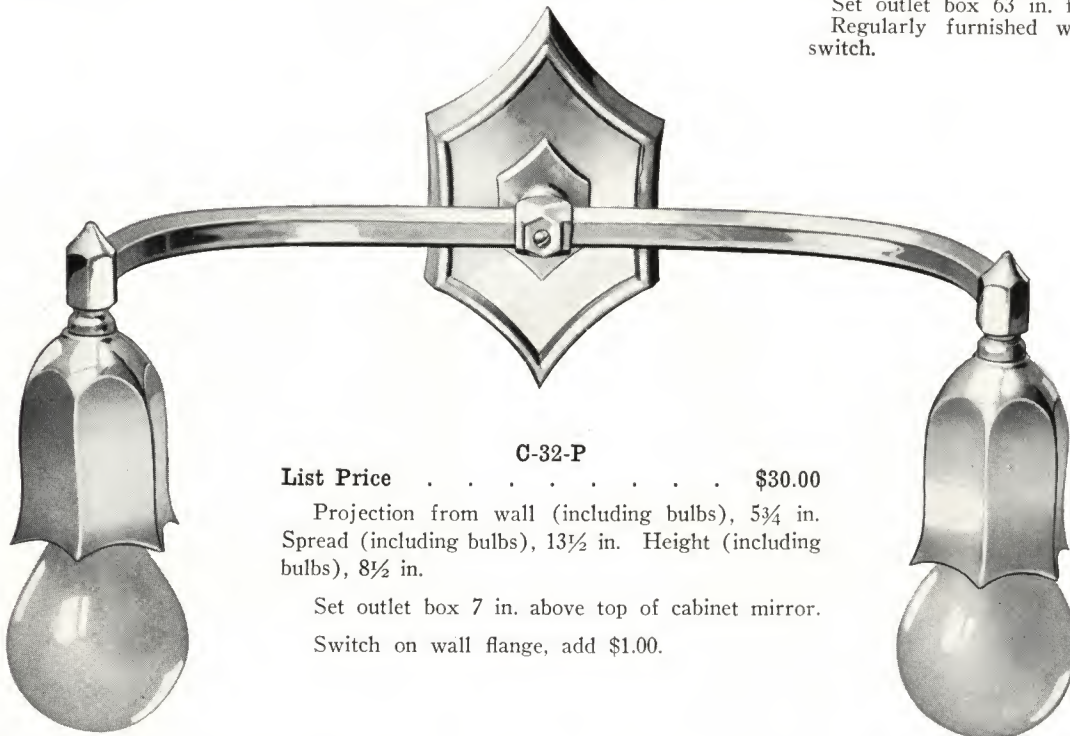 Set outlet box 63 in. f
Regularly furnished w
switch.
C-32-P
List Price . . . . . . . . $30.00
Projection from wall (including bulbs), 5¾ in.
Spread (including bulbs), 13½ in. Height (including
bulbs), 8½ in.
Set outlet box 7 in. above top of cabinet mirror.
Switch on wall flange, add $1.00.